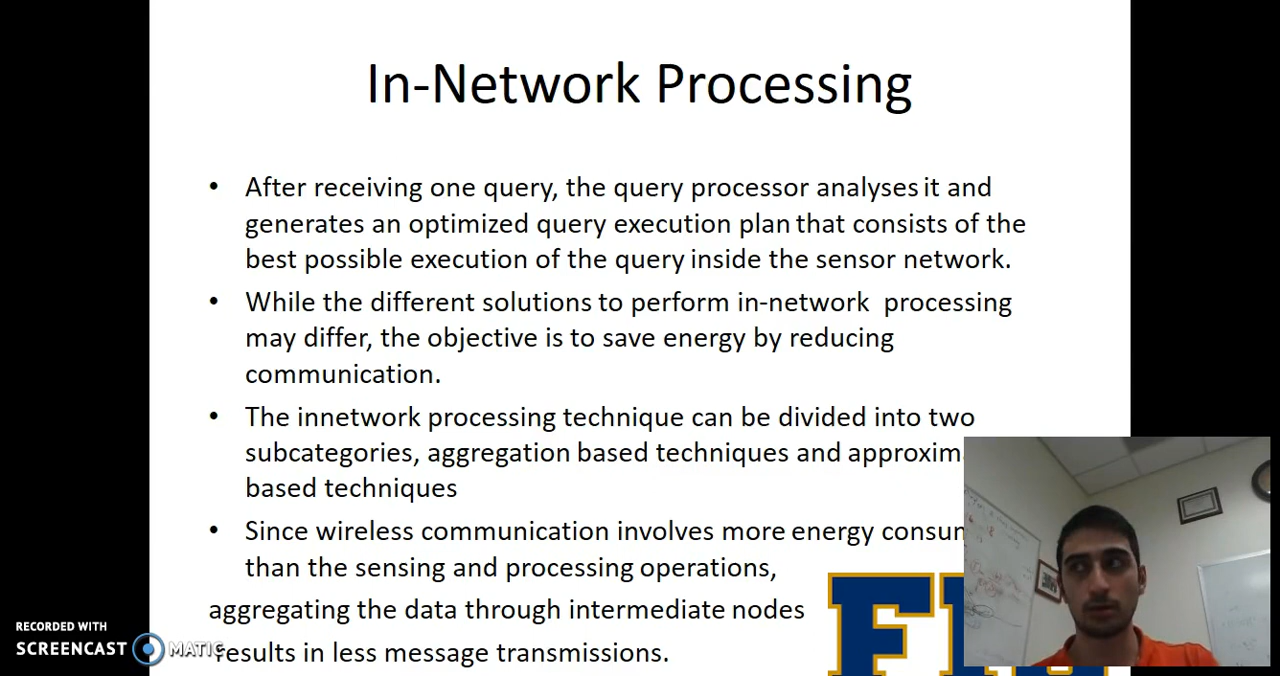 In-Network Processing
• After receiving one query, the query processor analyses it and
generates an optimized query execution plan that consists of the
best possible execution of the query inside the sensor network.
• While the different solutions to perform in-network processing
may differ, the objective is to save energy by reducing
communication.
• The innetwork processing technique can be divided into two
subcategories, aggregation based techniques and
based techniques
• Since wireless communication involves more energy
than the sensing and processing operations,
aggregating the data through intermediate nodes
results in less message transmissions.
RECORDED WITH
SCREENCAST MATIC